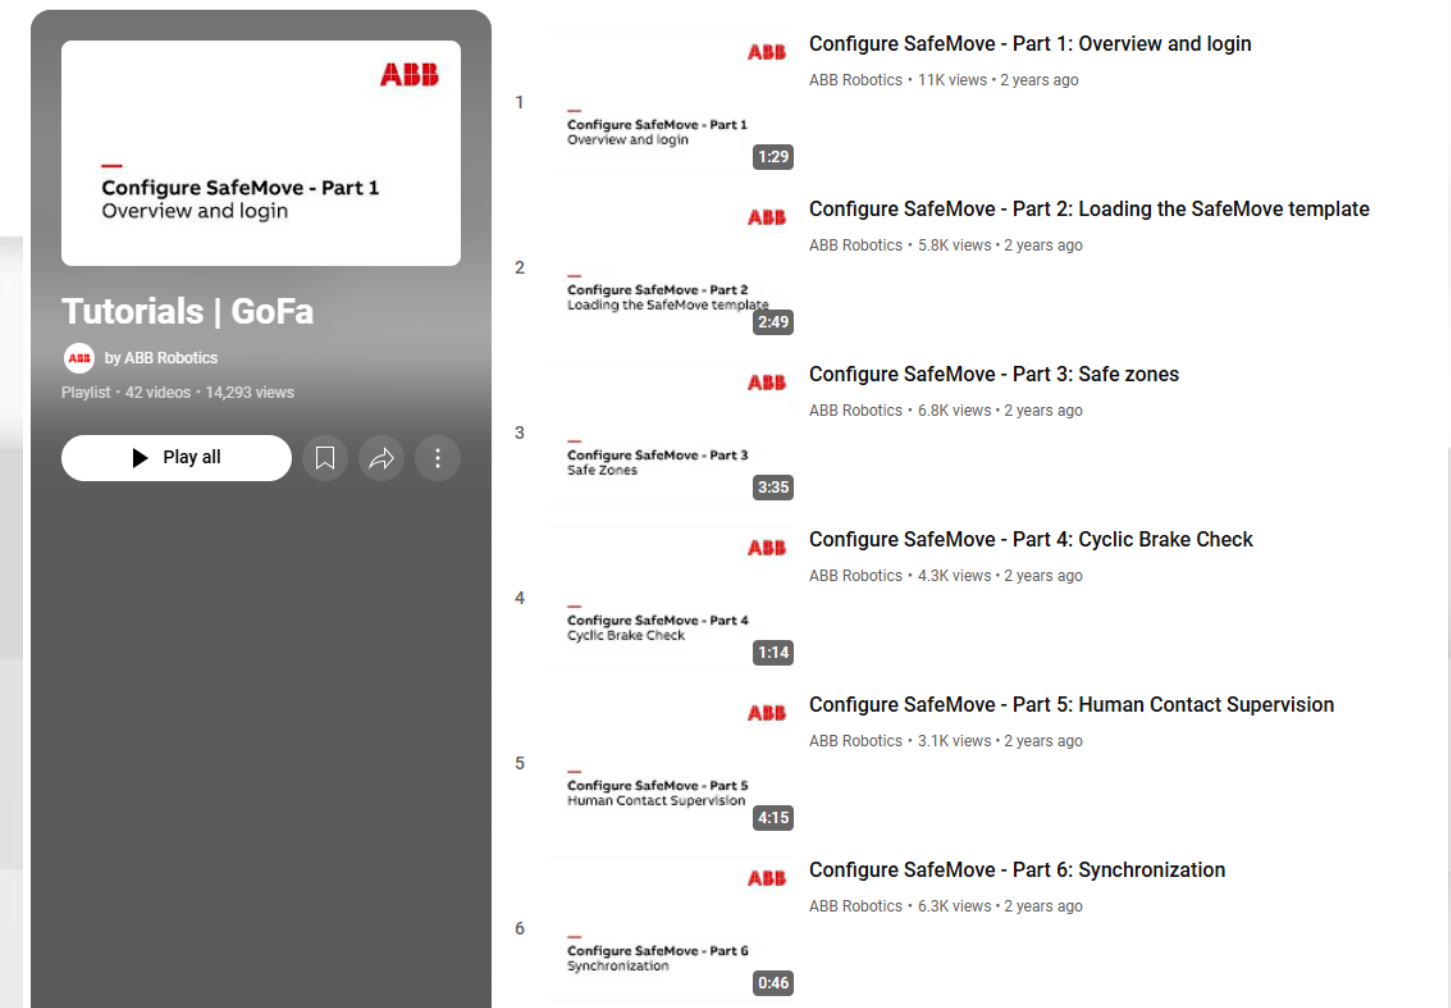 ABB
Configure SafeMove - Part 1
Overview and login
Tutorials | GoFa
ABB by ABB Robotics
Playlist • 42 videos • 14,293 views
Play all
1
ABB
Configure SafeMove - Part 1
Overview and login
1:29
Configure SafeMove - Part 1: Overview and login
ABB Robotics • 11K views • 2 years ago
2
ABB
Configure SafeMove - Part 2
Loading the SafeMove template
2:49
Configure SafeMove - Part 2: Loading the SafeMove template
ABB Robotics • 5.8K views • 2 years ago
3
ABB
Configure SafeMove - Part 3
Safe Zones
3:35
Configure SafeMove - Part 3: Safe zones
ABB Robotics • 6.8K views • 2 years ago
4
ABB
Configure SafeMove - Part 4
Cyclic Brake Check
1:14
Configure SafeMove - Part 4: Cyclic Brake Check
ABB Robotics • 4.3K views • 2 years ago
5
ABB
Configure SafeMove - Part 5
Human Contact Supervision
4:15
Configure SafeMove - Part 5: Human Contact Supervision
ABB Robotics • 3.1K views • 2 years ago
6
ABB
Configure SafeMove - Part 6
Synchronization
0:46
Configure SafeMove - Part 6: Synchronization
ABB Robotics • 6.3K views • 2 years ago